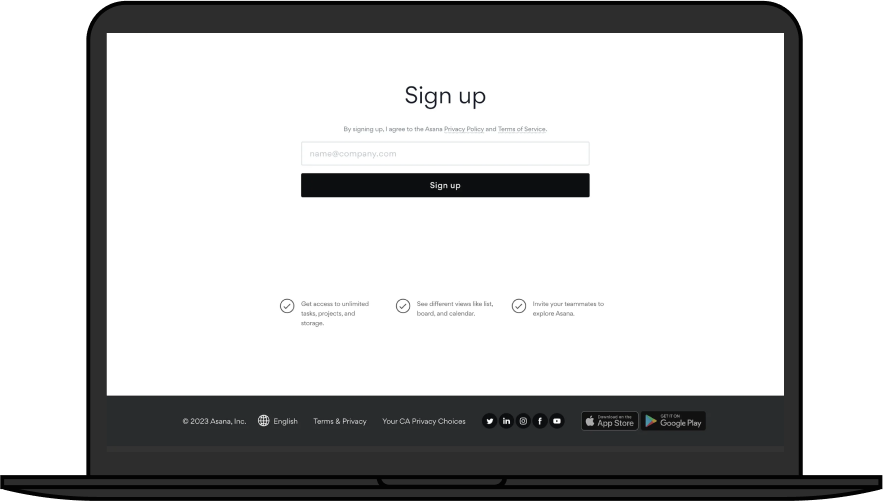 Sign up
By signing up, I agree to the Asana Privacy Policy and Terms of Service.
name@company.com
Sign up
Get access to unlimited
tasks, projects, and
storage.
See different views like list,
board, and calendar.
Invite your teammates to
explore Asana.
© 2023 Asana, Inc. English Terms & Privacy Your CA Privacy Choices
Download on the
App Store
GET IT ON
Google Play